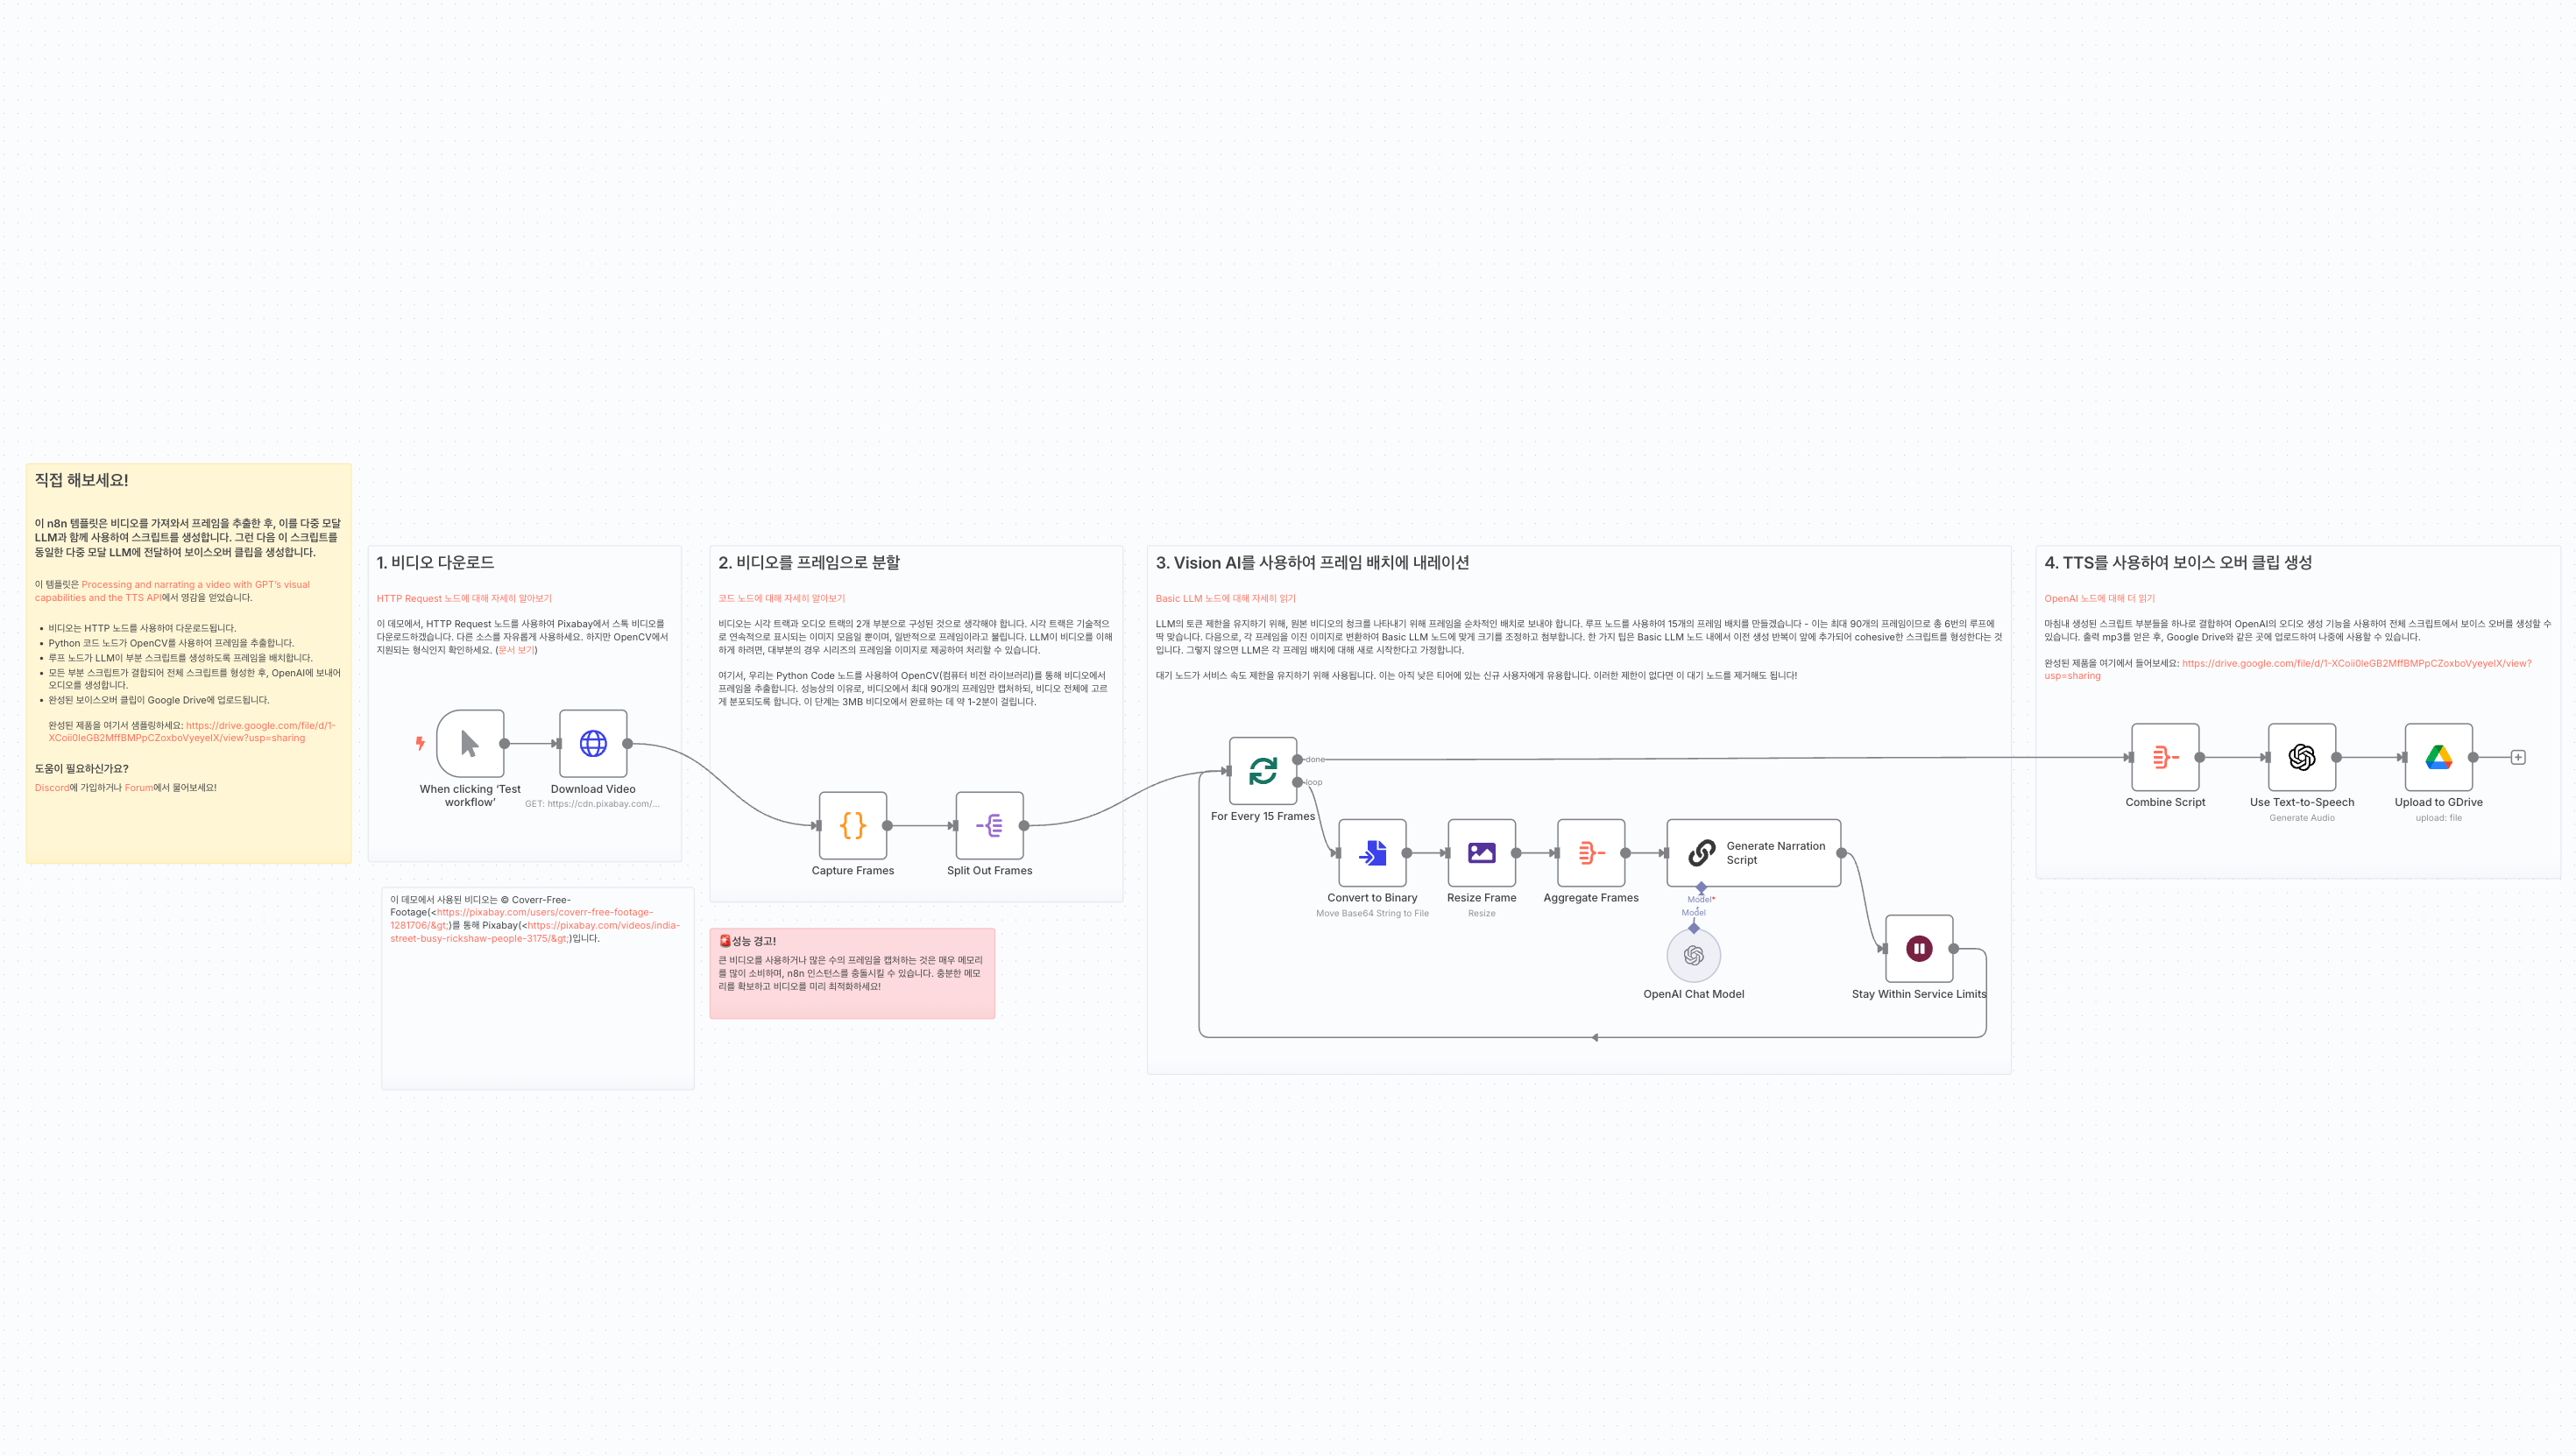 직접 해보세요!
이 n8n 템플릿은 비디오를 가져와서 프레임을 추출한 후, 이를 다중 모달
LLM과 함께 사용하여 스크립트를 생성합니다. 그런 다음 이 스크립트를
동일한 다중 모달 LLM에 전달하여 보이스오버 클립을 생성합니다.
이 템플릿은 Processing and narrating a video with GPT's visual
capabilities and the TTS API에서 영감을 얻었습니다.
• 비디오는 HTTP 노드를 사용하여 다운로드됩니다.
• Python 코드 노드가 OpenCV를 사용하여 프레임을 추출합니다.
• 루프 노드가 LLM이 부분 스크립트를 생성하도록 프레임을 배치합니다.
• 모든 부분 스크립트가 결합되어 전체 스크립트를 형성한 후, OpenAI에 보내어
오디오를 생성합니다.
• 완성된 보이스오버 클립이 Google Drive에 업로드됩니다.
완성된 제품을 여기서 샘플링하세요: https://drive.google.com/file/d/1-
XCoii0leGB2MffBMPpCZoxboVyeyeIX/view?usp=sharing
도움이 필요하신가요?
Discord에 가입하거나 Forum에서 물어보세요!
1. 비디오 다운로드
HTTP Request 노드에 대해 자세히 알아보기
이 데모에서, HTTP Request 노드를 사용하여 Pixabay에서 스톡 비디오를
다운로드하겠습니다. 다른 소스를 자유롭게 사용하세요. 하지만 OpenCV에서
지원되는 형식인지 확인하세요. (문서 보기)
When clicking ‘Test
workflow’
Download Video
GET: https://cdn.pixabay.com/...
이 데모에서 사용된 비디오는 © Coverr-Free-
Footage(<https://pixabay.com/users/coverr-free-footage-
1281706/&gt;)를 통해 Pixabay(<https://pixabay.com/videos/india-
street-busy-rickshaw-people-3175/&gt;)입니다.
2. 비디오를 프레임으로 분할
코드 노드에 대해 자세히 알아보기
비디오는 시각 트랙과 오디오 트랙의 2개 부분으로 구성된 것으로 생각해야 합니다. 시각 트랙은 기술적으
로 연속적으로 표시되는 이미지 모음일 뿐이며, 일반적으로 프레임이라고 불립니다. LLM이 비디오를 이해
하게 하려면, 대부분의 경우 시리즈의 프레임을 이미지로 제공하여 처리할 수 있습니다.
여기서, 우리는 Python Code 노드를 사용하여 OpenCV(컴퓨터 비전 라이브러리)를 통해 비디오에서
프레임을 추출합니다. 성능상의 이유로, 비디오에서 최대 90개의 프레임만 캡처하되, 비디오 전체에 고르
게 분포되도록 합니다. 이 단계는 3MB 비디오에서 완료하는 데 약 1-2분이 걸립니다.
Capture Frames
Split Out Frames
🚨성능 경고!
큰 비디오를 사용하거나 많은 수의 프레임을 캡처하는 것은 매우 메모리
를 많이 소비하며, n8n 인스턴스를 충돌시킬 수 있습니다. 충분한 메모
리를 확보하고 비디오를 미리 최적화하세요!
3. Vision AI를 사용하여 프레임 배치에 내레이션
Basic LLM 노드에 대해 자세히 읽기
LLM의 토큰 제한을 유지하기 위해, 원본 비디오의 청크를 나타내기 위해 프레임을 순차적인 배치로 보내야 합니다. 루프 노드를 사용하여 15개의 프레임 배치를 만들겠습니다 - 이는 최대 90개의 프레임이므로 총 6번의 루프에
딱 맞습니다. 다음으로, 각 프레임을 이진 이미지로 변환하여 Basic LLM 노드에 맞게 크기를 조정하고 첨부합니다. 한 가지 팁은 Basic LLM 노드 내에서 이전 생성 반복이 앞에 추가되어 cohesive한 스크립트를 형성한다는 것
입니다. 그렇지 않으면 LLM은 각 프레임 배치에 대해 새로 시작한다고 가정합니다.
대기 노드가 서비스 속도 제한을 유지하기 위해 사용됩니다. 이는 아직 낮은 티어에 있는 신규 사용자에게 유용합니다. 이러한 제한이 없다면 이 대기 노드를 제거해도 됩니다!
done
loop
For Every 15 Frames
Convert to Binary
Move Base64 String to File
Resize Frame
Resize
Aggregate Frames
Generate Narration
Script
Model*
Model
OpenAI Chat Model
Stay Within Service Limits
4. TTS를 사용하여 보이스 오버 클립 생성
OpenAI 노드에 대해 더 읽기
마침내 생성된 스크립트 부분들을 하나로 결합하여 OpenAI의 오디오 생성 기능을 사용하여 전체 스크립트에서 보이스 오버를 생성할 수
있습니다. 출력 mp3를 얻은 후, Google Drive와 같은 곳에 업로드하여 나중에 사용할 수 있습니다.
완성된 제품을 여기에서 들어보세요: https://drive.google.com/file/d/1-XCoii0leGB2MffBMPpCZoxboVyeyeIX/view?
usp=sharing
Combine Script
Use Text-to-Speech
Generate Audio
Upload to GDrive
upload: file